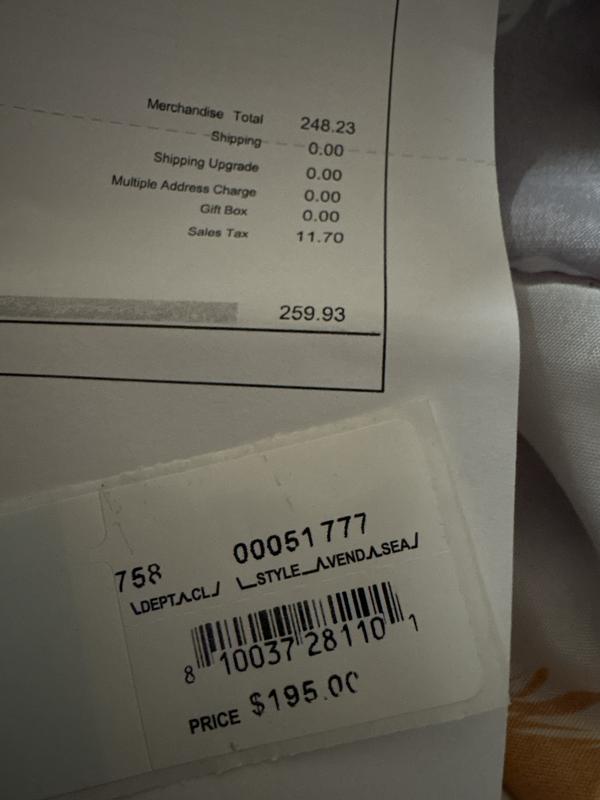 Merchandise Total 248.23
Shipping 0.00
Shipping Upgrade 0.00
Multiple Address Charge 0.00
Gift Box 0.00
Sales Tax 11.70
259.93
758 00051777
DEPT. CL. STYLE VEND. SEA.
8 10037 28110 1
PRICE $195.00